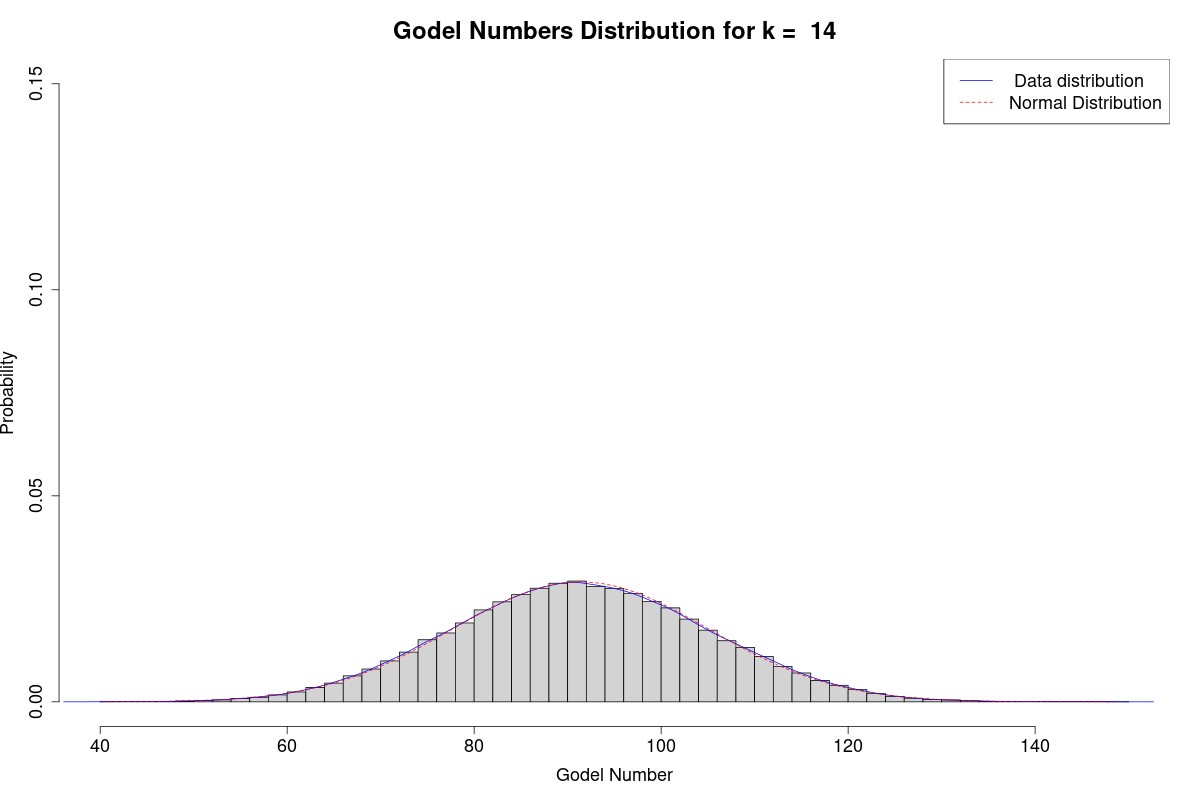 Godel Numbers Distribution for k =  14
Data distribution
Normal Distribution
0.15
0.10
0.05
0.00
Probability
40 60 80 100 120 140
Godel Number